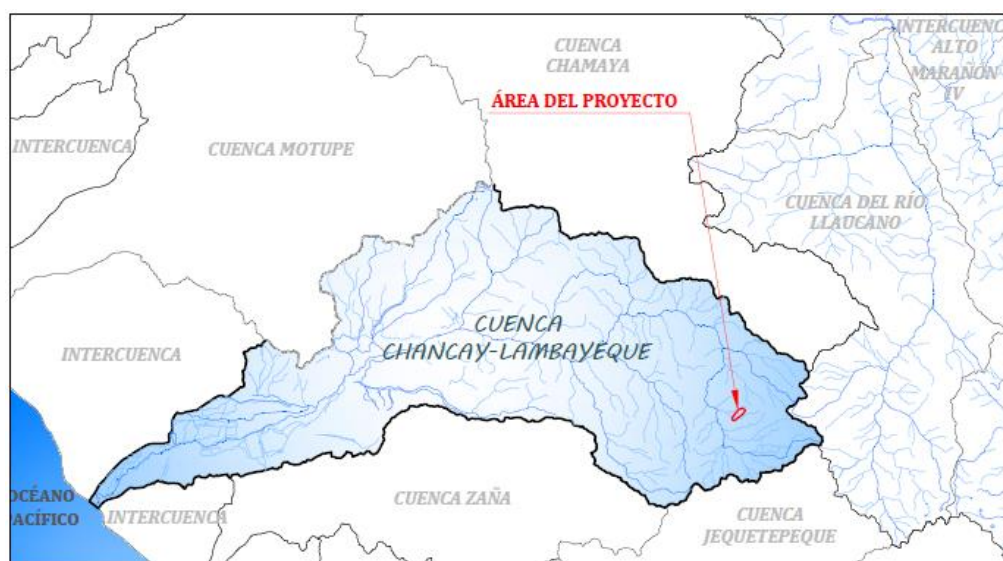 CUENCA
CHAMAYA
INTERCUENCA
ALTO
MARAÑÓN
IV
ÁREA DEL PROYECTO
INTERCUENCA
CUENCA MOTUPE
CUENCA DEL RÍO
LLAUCANO
CUENCA
CHANCAY-LAMBAYEQUE
INTERCUENCA
OCÉANO
PACÍFICO
INTERCUENCA
CUENCA ZAÑA
CUENCA
JEQUETEPEQUE